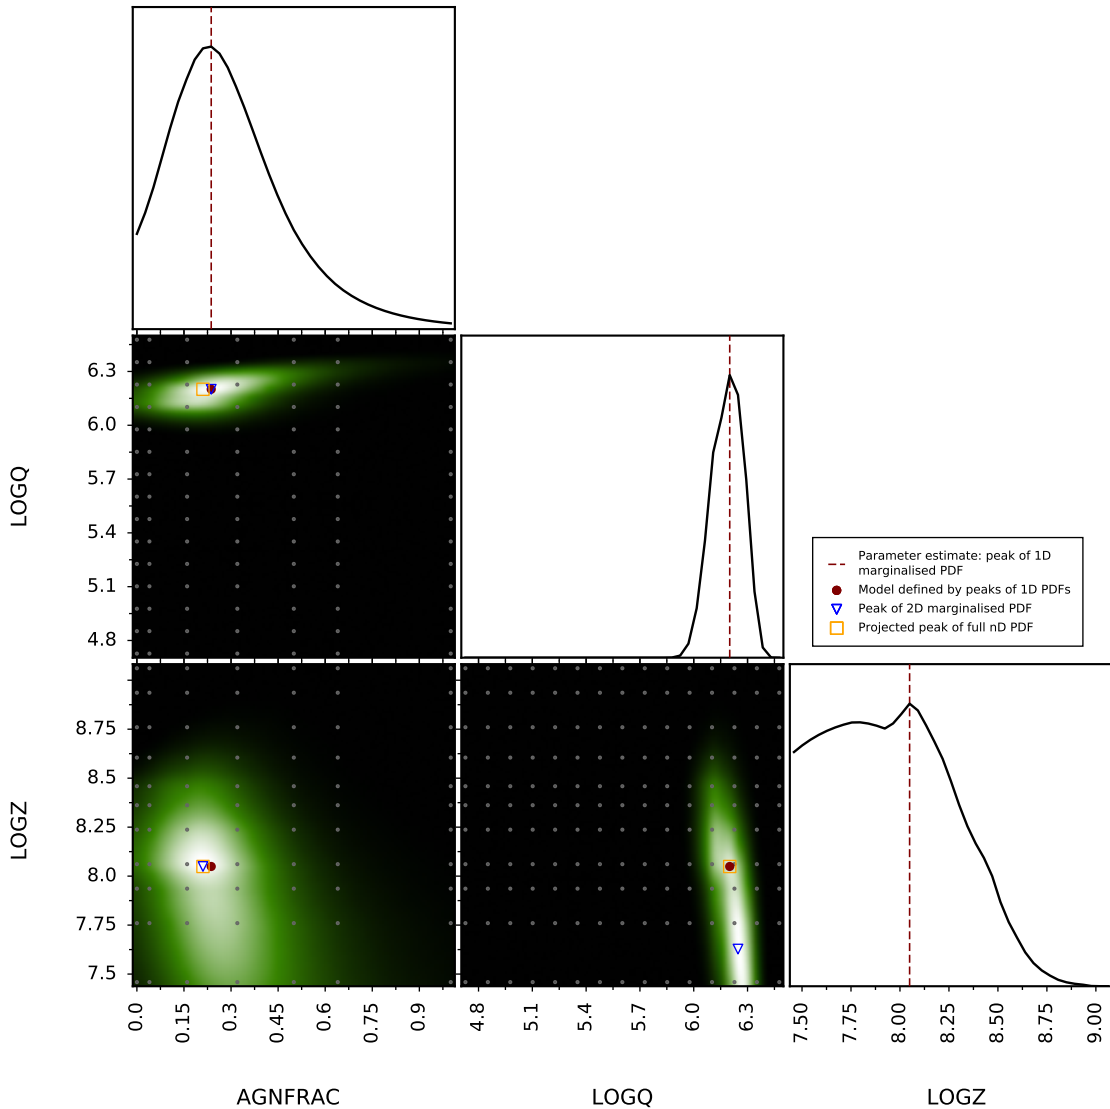 6.3
6.0
5.7
5.4
5.1
4.8
LOGQ
Parameter estimate: peak of 1D
marginalised PDF
Model defined by peaks of 1D PDFs
Peak of 2D marginalised PDF
Projected peak of full nD PDF
8.75
8.5
8.25
8.0
7.75
7.5
LOGZ
0.0 0.15 0.3 0.45 0.6 0.75 0.9
4.8 5.1 5.4 5.7 6.0 6.3
7.50 7.75 8.00 8.25 8.50 8.75 9.00
AGNFRAC
LOGQ
LOGZ